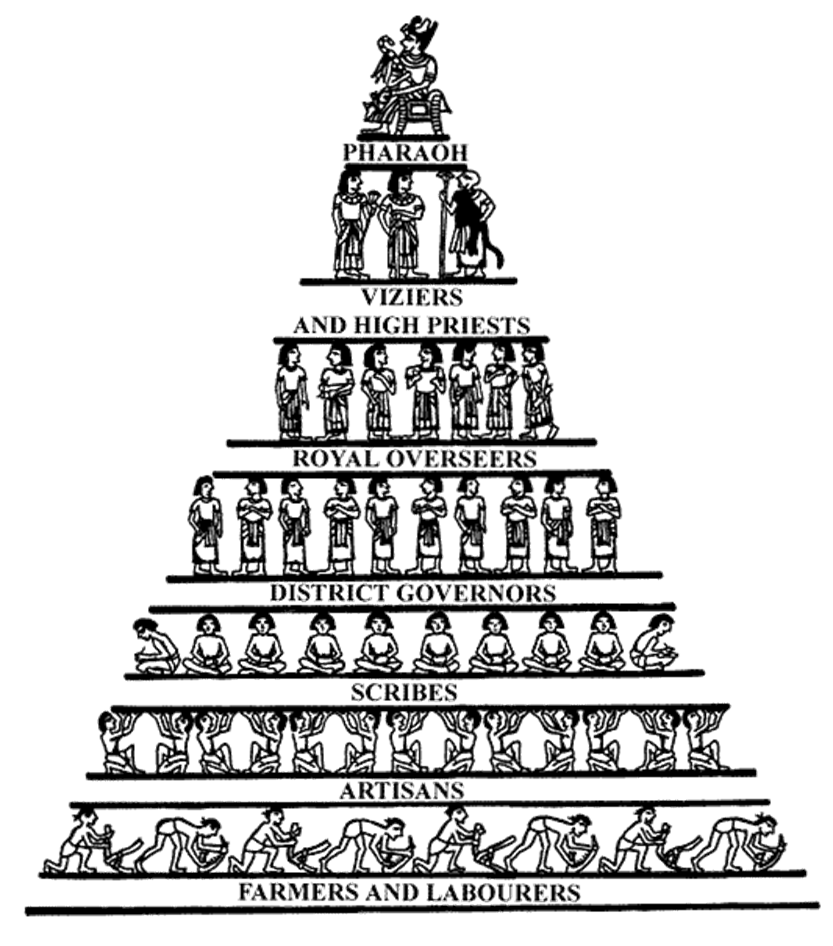 PHARAOH
VIZIERS
AND HIGH PRIESTS
ROYAL OVERSEERS
DISTRICT GOVERNORS
SCRIBES
ARTISANS
FARMERS AND LABOURERS